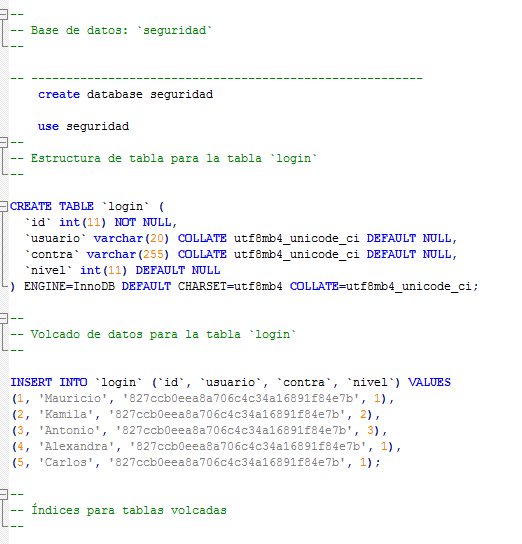 --
-- Base de datos: `seguridad`
--
-- --------------------------------------------------------
create database seguridad
use seguridad
--
-- Estructura de tabla para la tabla `login`
--
CREATE TABLE `login` (
`id` int(11) NOT NULL,
`usuario` varchar(20) COLLATE utf8mb4_unicode_ci DEFAULT NULL,
`contra` varchar(255) COLLATE utf8mb4_unicode_ci DEFAULT NULL,
`nivel` int(11) DEFAULT NULL
) ENGINE=InnoDB DEFAULT CHARSET=utf8mb4 COLLATE=utf8mb4_unicode_ci;
--
-- Volcado de datos para la tabla `login`
--
INSERT INTO `login` (`id`, `usuario`, `contra`, `nivel`) VALUES
(1, 'Mauricio', '827ccb0eea8a706c4c34a16891f84e7b', 1),
(2, 'Kamila', '827ccb0eea8a706c4c34a16891f84e7b', 2),
(3, 'Antonio', '827ccb0eea8a706c4c34a16891f84e7b', 3),
(4, 'Alexandra', '827ccb0eea8a706c4c34a16891f84e7b', 1),
(5, 'Carlos', '827ccb0eea8a706c4c34a16891f84e7b', 1);
--
-- Índices para tablas volcadas
--